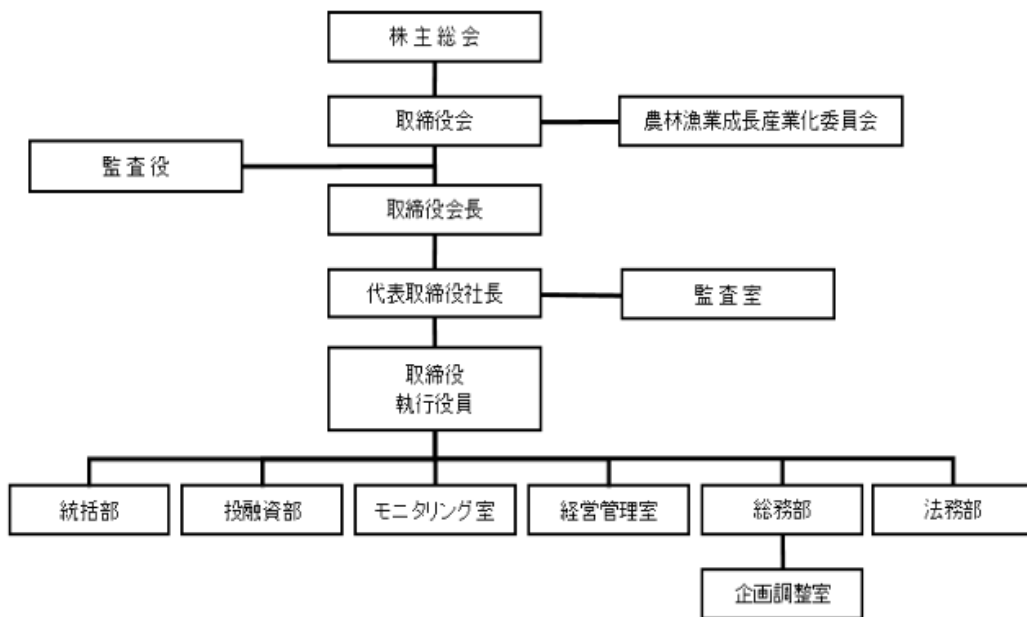 株主総会
取締役会
農林漁業成長産業化委員会
監査役
取締役会長
代表取締役社長
監査室
取締役
執行役員
統括部
投融資部
モニタリング室
経営管理室
総務部
法務部
企画調整室